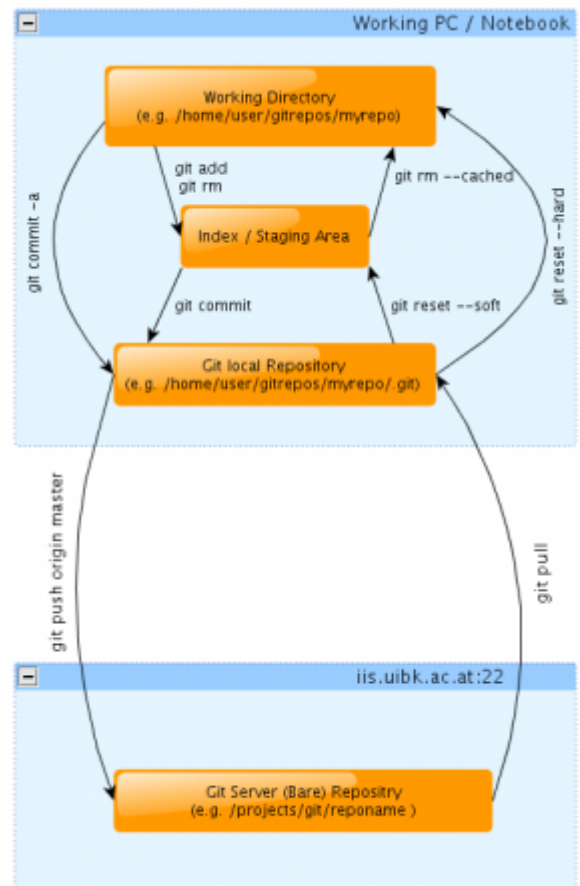 Working PC / Notebook
Working Directory
(e.g. /home/user/gitrepos/myrepo)
git add
git rm
git rm --cached
git commit -a
Index / Staging Area
git reset --hard
git commit
git reset --soft
Git local Repository
(e.g. /home/user/gitrepos/myrepo/.git)
git push origin master
git pull
iis.uibk.ac.at:22
Git Server (Bare) Repositry
(e.g. /projects/git/reponame )